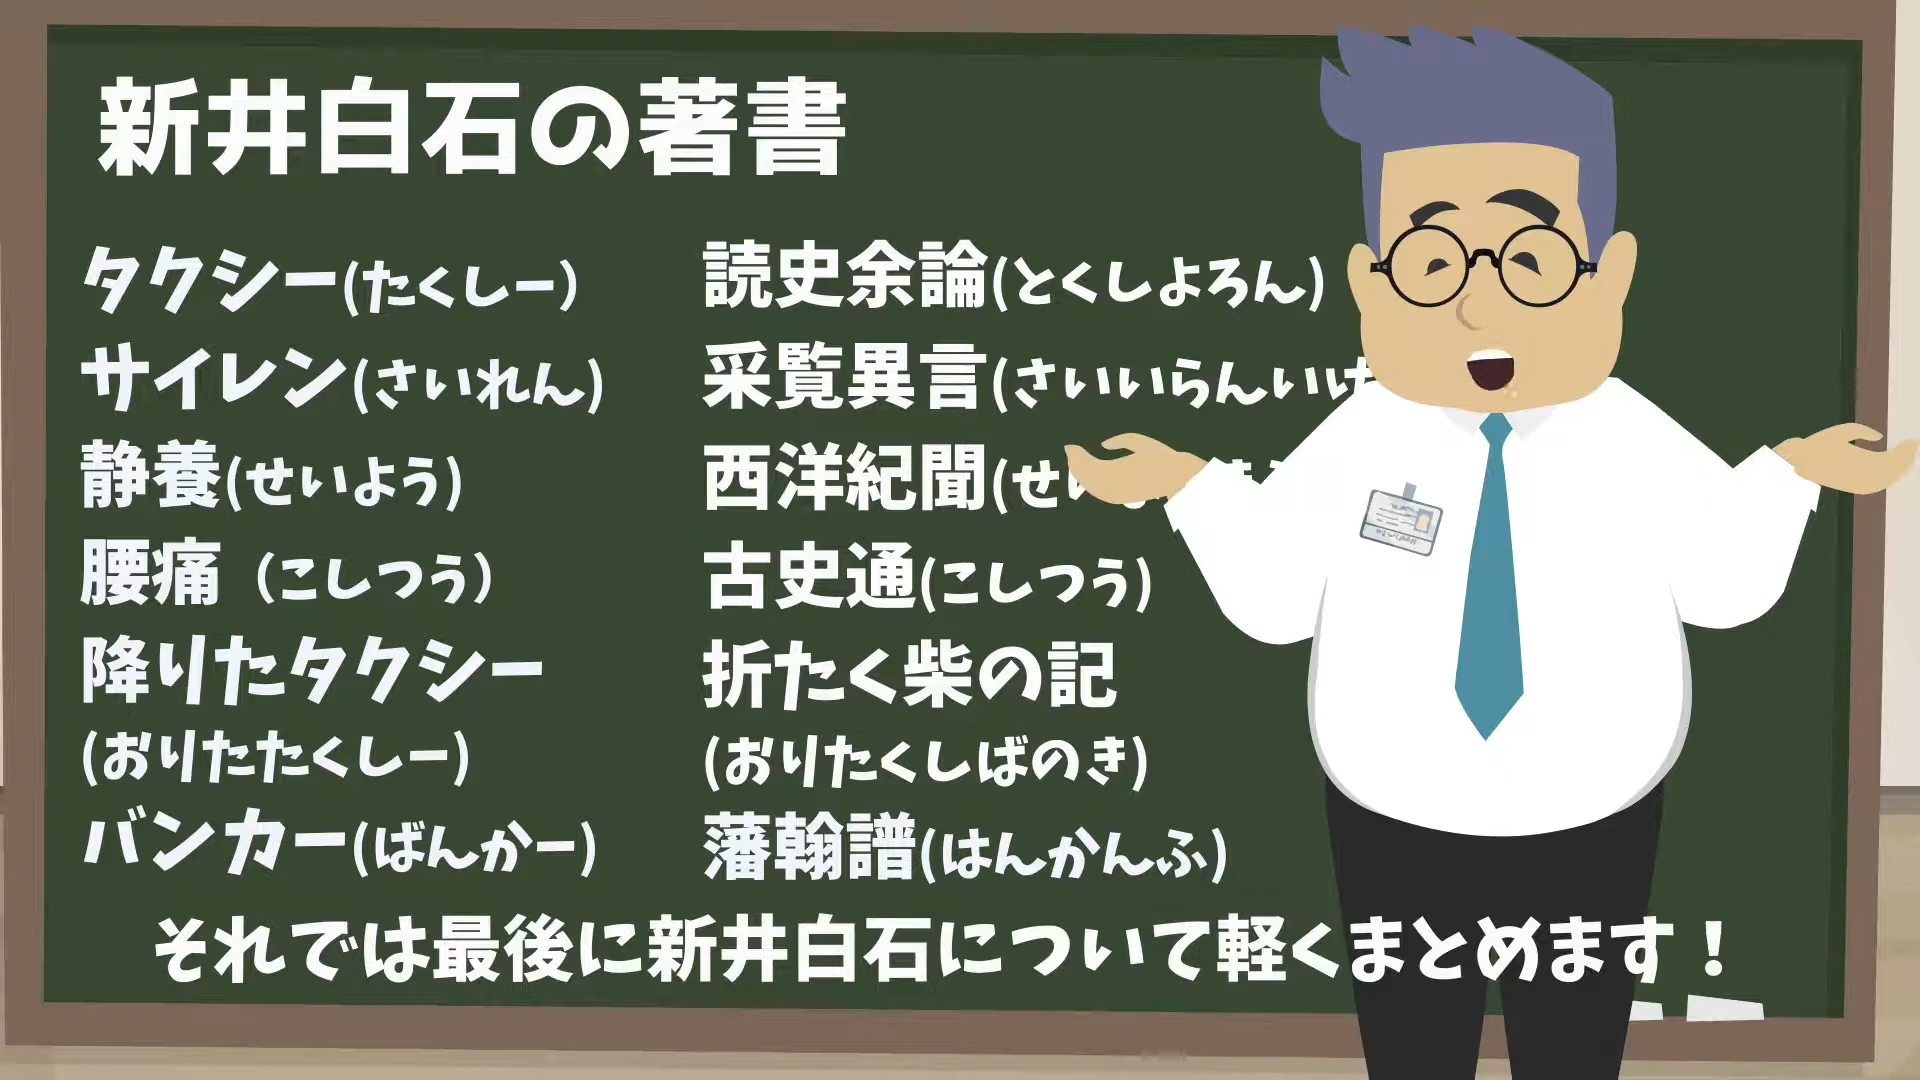 新井白石の著書
タクシー(たくしー)
サイレン(さいれん)
静養(せいよう)
腰痛（こしつう）
降りたタクシー
(おりたたくしー)
バンカー(ばんかー)
読史余論(とくしよろん)
采覧異言(さいいらんいげ
西洋紀聞(せい
古史通(こしつう)
折たく柴の記
(おりたくしばのき)
藩翰譜(はんかんふ)
それでは最後に新井白石について軽くまとめます！